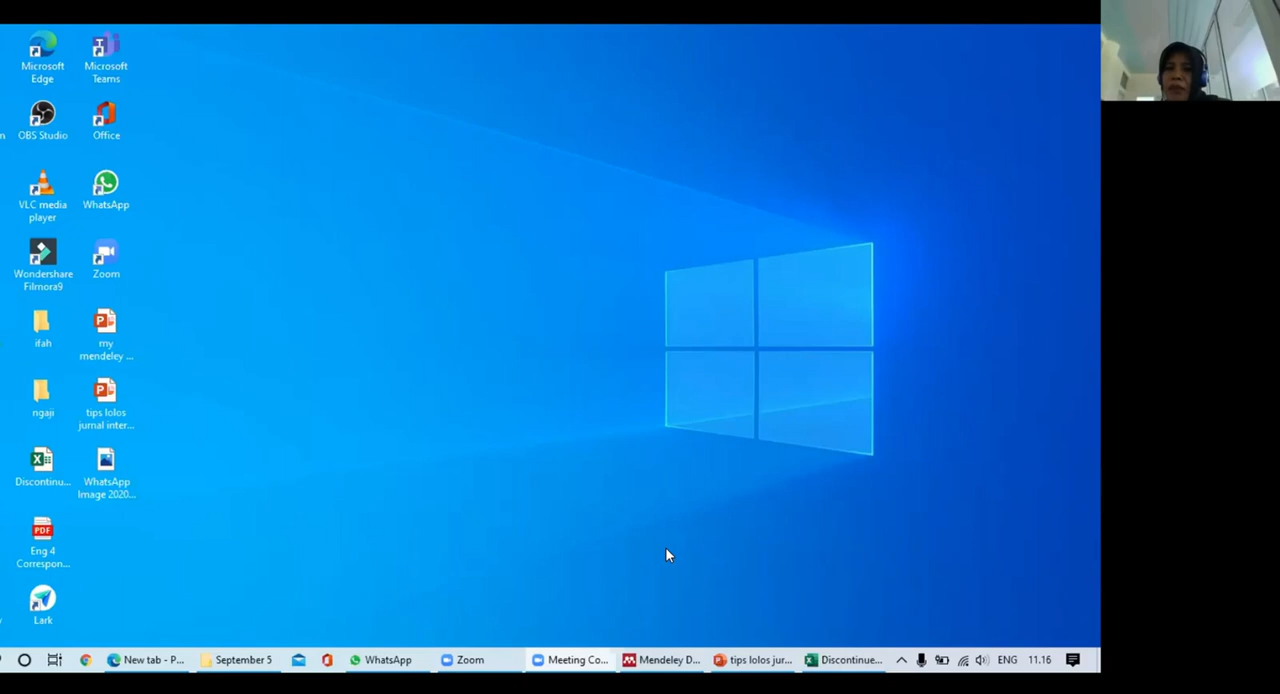 Microsoft
Edge
Microsoft
Teams
OBS Studio
Office
VLC media
player
WhatsApp
Wondershare
Filmora9
Zoom
ifah
my
mendeley ...
ngaji
tips lolos
jurnal inter...
Discontinu...
WhatsApp
Image 2020...
Eng 4
Correspon...
Lark
New tab - P...
September 5
WhatsApp
Zoom
Meeting Co...
Mendeley D...
tips lolos jur...
Discontinue...
ENG
11.16
PDF